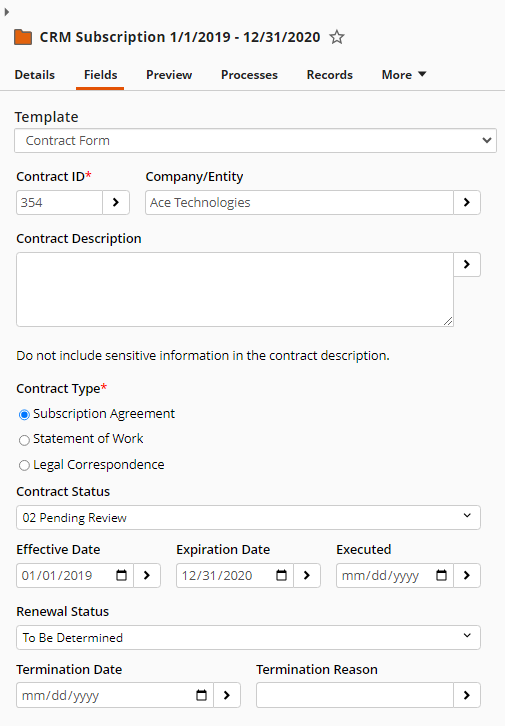 CRM Subscription 1/1/2019 - 12/31/2020
Details Fields Preview Processes Records More
Template
Contract Form
Contract ID* Company/Entity
354 Ace Technologies
Contract Description
Do not include sensitive information in the contract description.
Contract Type*
Subscription Agreement
Statement of Work
Legal Correspondence
Contract Status
02 Pending Review
Effective Date Expiration Date Executed
01/01/2019 12/31/2020 mm/dd/yyyy
Renewal Status
To Be Determined
Termination Date Termination Reason
mm/dd/yyyy